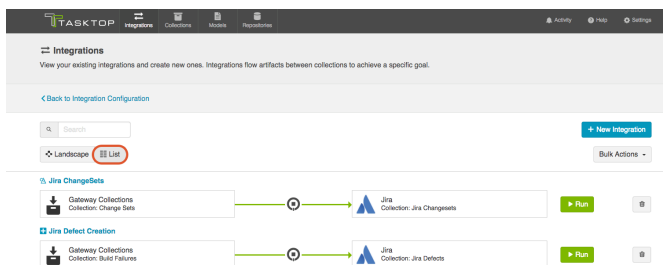 TASKTOP
Integrations
Collections
Models
Repositories
Activity
Help
Settings
Integrations
View your existing integrations and create new ones. Integrations flow artifacts between collections to achieve a specific goal.
Back to Integration Configuration
Search
+ New Integration
Landscape
List
Bulk Actions
Jira ChangeSets
Gateway Collections
Collection: Change Sets
Jira
Collection: Jira Changesets
Run
Jira Defect Creation
Gateway Collections
Collection: Build Failures
Jira
Collection: Jira Defects
Run